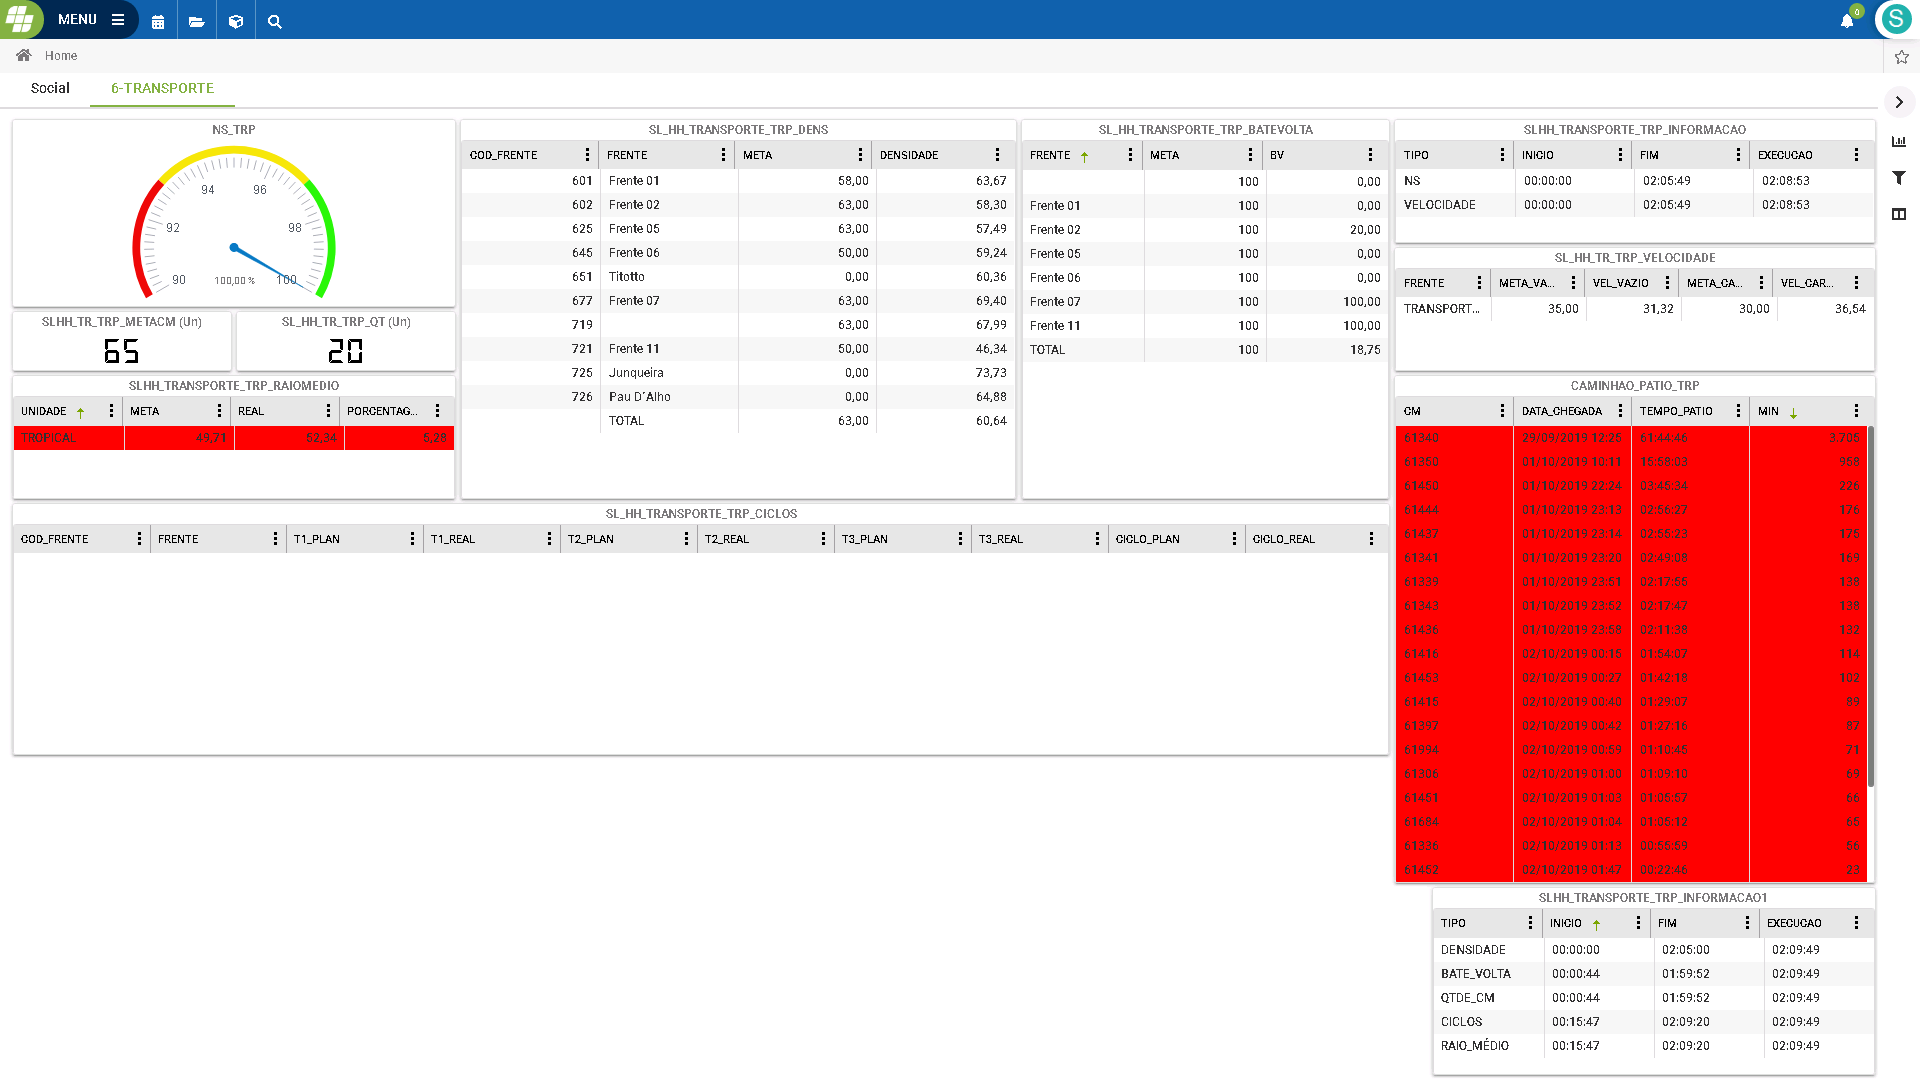 MENU
0
S
Home
Social
6-TRANSPORTE
NS_TRP
94 96
92 98
90 100,00 % 100
SLHH_TR_TRP_METACM (Un)
65
SL_HH_TR_TRP_QT (Un)
20
SLHH_TRANSPORTE_TRP_RAIOMEDIO
UNIDADE META REAL PORCENTAG...
TROPICAL 49,71 52,34 5,28
SL_HH_TRANSPORTE_TRP_DENS
COD_FRENTE FRENTE META DENSIDADE
601 Frente 01 58,00 63,67
602 Frente 02 63,00 58,30
625 Frente 05 63,00 57,49
645 Frente 06 50,00 59,24
651 Titotto 0,00 60,36
677 Frente 07 63,00 69,40
719 63,00 67,99
721 Frente 11 50,00 46,34
725 Junqueira 0,00 73,73
726 Pau D´Alho 0,00 64,88
TOTAL 63,00 60,64
SL_HH_TRANSPORTE_TRP_BATEVOLTA
FRENTE META BV
100 0,00
Frente 01 100 0,00
Frente 02 100 20,00
Frente 05 100 0,00
Frente 06 100 0,00
Frente 07 100 100,00
Frente 11 100 100,00
TOTAL 100 18,75
SLHH_TRANSPORTE_TRP_INFORMACAO
TIPO INICIO FIM EXECUCAO
NS 00:00:00 02:05:49 02:08:53
VELOCIDADE 00:00:00 02:05:49 02:08:53
SL_HH_TR_TRP_VELOCIDADE
FRENTE META_VA... VEL_VAZIO META_CA... VEL_CAR...
TRANSPORT... 35,00 31,32 30,00 36,54
SL_HH_TRANSPORTE_TRP_CICLOS
COD_FRENTE FRENTE T1_PLAN T1_REAL T2_PLAN T2_REAL T3_PLAN T3_REAL CICLO_PLAN CICLO_REAL
CAMINHAO_PATIO_TRP
CM DATA_CHEGADA TEMPO_PATIO MIN
61340 29/09/2019 12:25 61:44:46 3.705
61350 01/10/2019 10:11 15:58:03 958
61450 01/10/2019 22:24 03:45:34 226
61444 01/10/2019 23:13 02:56:27 176
61437 01/10/2019 23:14 02:55:23 175
61341 01/10/2019 23:20 02:49:08 169
61339 01/10/2019 23:51 02:17:55 138
61343 01/10/2019 23:52 02:17:47 138
61436 01/10/2019 23:58 02:11:38 132
61416 02/10/2019 00:15 01:54:07 114
61453 02/10/2019 00:27 01:42:18 102
61415 02/10/2019 00:40 01:29:07 89
61397 02/10/2019 00:42 01:27:16 87
61994 02/10/2019 00:59 01:10:45 71
61306 02/10/2019 01:00 01:09:10 69
61451 02/10/2019 01:03 01:05:57 66
61684 02/10/2019 01:04 01:05:12 65
61336 02/10/2019 01:13 00:55:59 56
61452 02/10/2019 01:47 00:22:46 23
SLHH_TRANSPORTE_TRP_INFORMACAO1
TIPO INICIO FIM EXECUCAO
DENSIDADE 00:00:00 02:05:00 02:09:49
BATE_VOLTA 00:00:44 01:59:52 02:09:49
QTDE_CM 00:00:44 01:59:52 02:09:49
CICLOS 00:15:47 02:09:20 02:09:49
RAIO_MÉDIO 00:15:47 02:09:20 02:09:49